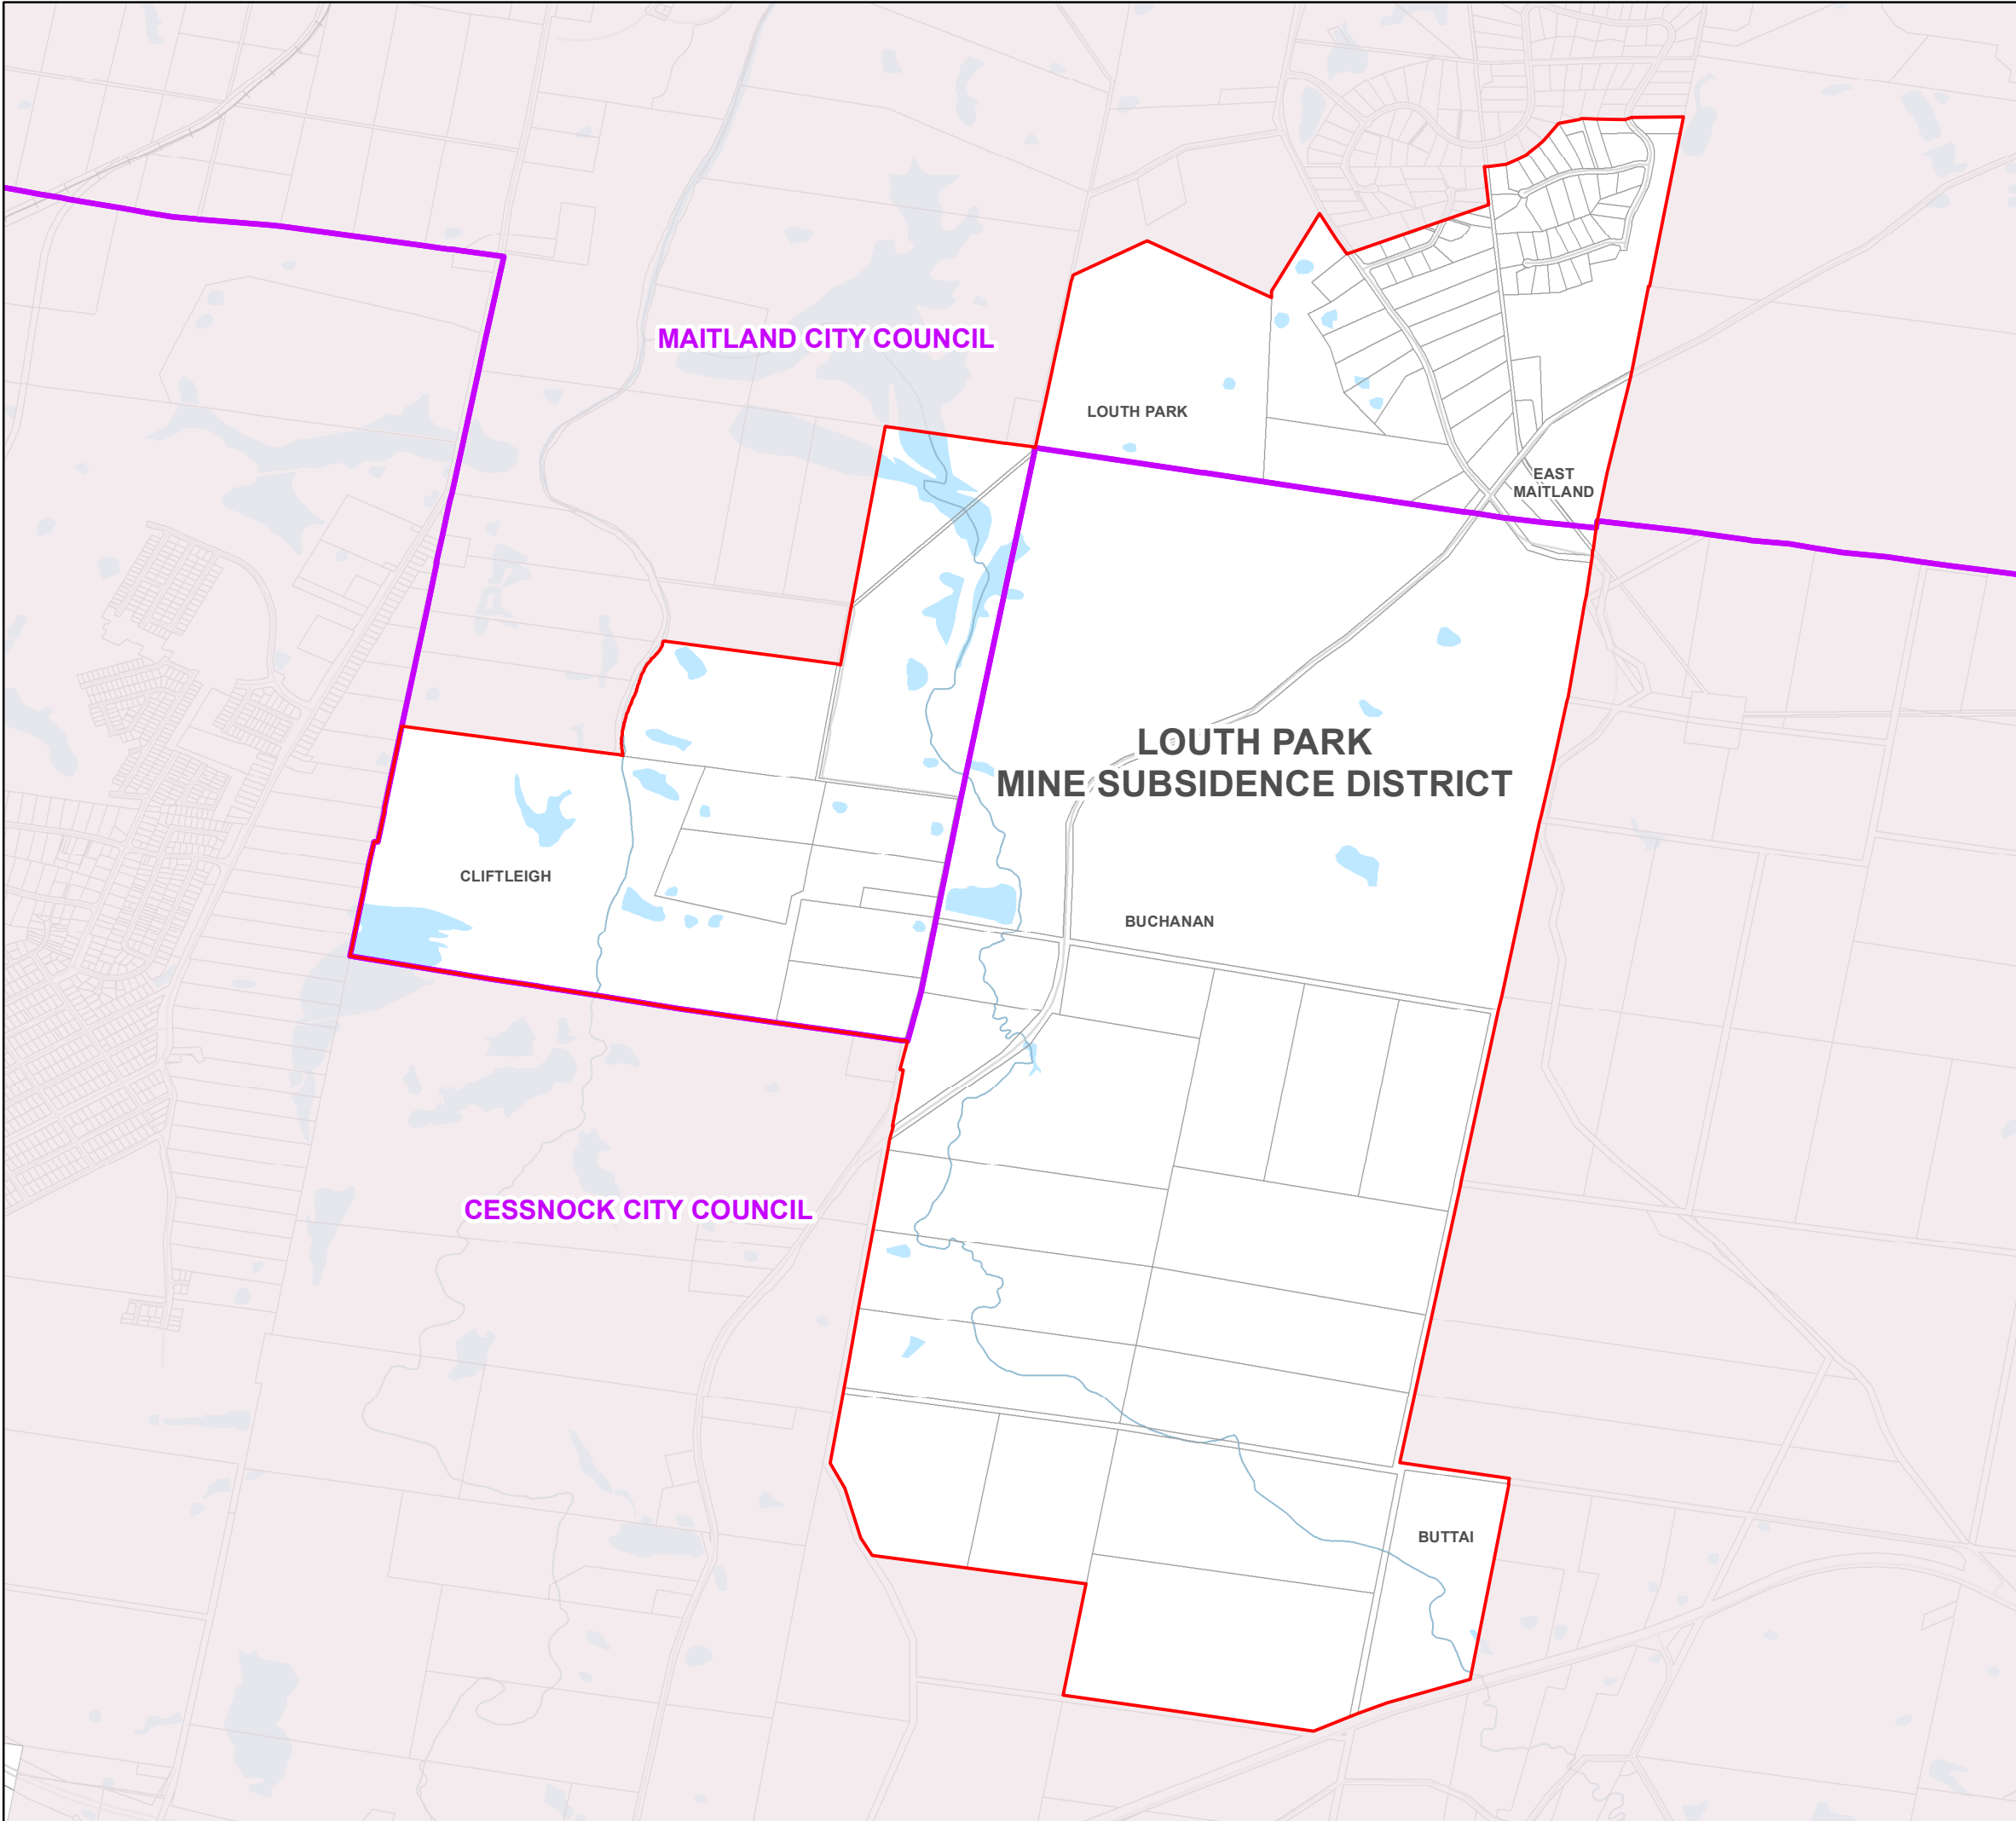 MAITLAND CITY COUNCIL
LOUTH PARK
EAST
MAITLAND
LOUTH PARK
MINE SUBSIDENCE DISTRICT
CLIFTLEIGH
BUCHANAN
CESSNOCK CITY COUNCIL
BUTTAI